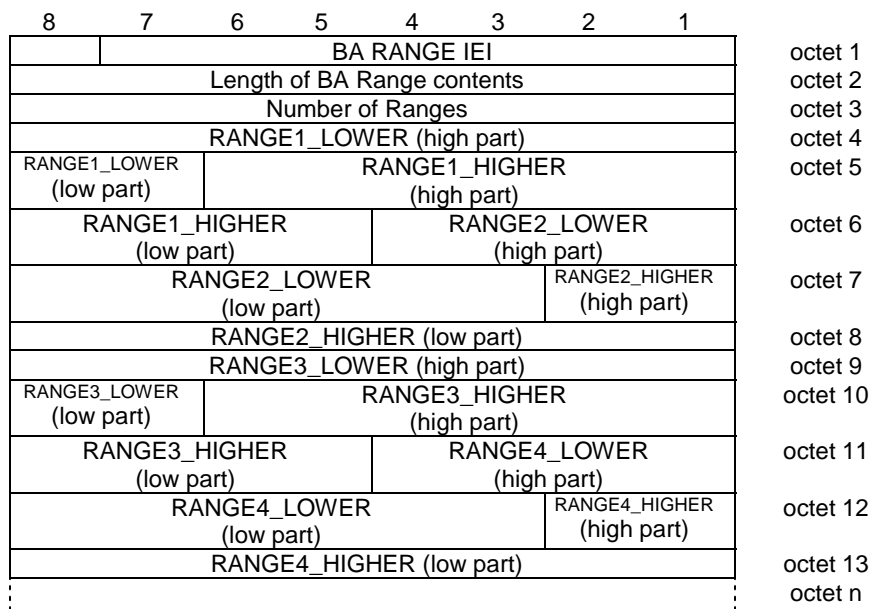 8 7 6 5 4 3 2 1
BA RANGE IEI octet 1
Length of BA Range contents octet 2
Number of Ranges octet 3
RANGE1_LOWER (high part) octet 4
RANGE1_LOWER RANGE1_HIGHER octet 5
(low part) (high part)
RANGE1_HIGHER RANGE2_LOWER octet 6
(low part) (high part)
RANGE2_LOWER RANGE2_HIGHER octet 7
(low part) (high part)
RANGE2_HIGHER (low part) octet 8
RANGE3_LOWER (high part) octet 9
RANGE3_LOWER RANGE3_HIGHER octet 10
(low part) (high part)
RANGE3_HIGHER RANGE4_LOWER octet 11
(low part) (high part)
RANGE4_LOWER RANGE4_HIGHER octet 12
(low part) (high part)
RANGE4_HIGHER (low part) octet 13
octet n